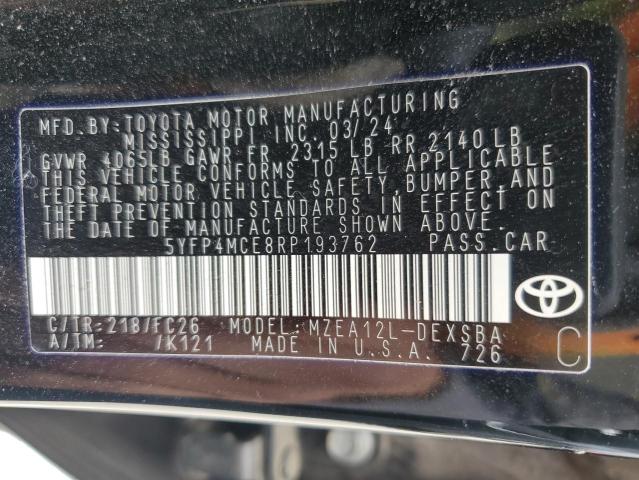 MFD.BY:TOYOTA MOTOR MANUFACTURING
MISSISSIPPI, INC. 03/24
GVWR 4065LB GAWR FR 2315 LB RR 2140LB
THIS VEHICLE CONFORMS TO ALL APPLICABLE
FEDERAL MOTOR VEHICLE SAFETY, BUMPER, AND
THEFT PREVENTION STANDARDS IN EFFECT ON
THE DATE OF MANUFACTURE SHOWN ABOVE.
5YFP4MCE8RP193762 PASS.CAR
C/TR:218/FC26 MODEL:MZEA12L-DEXSBA
A/TM: /K121 MADE IN U.S.A. 726
C